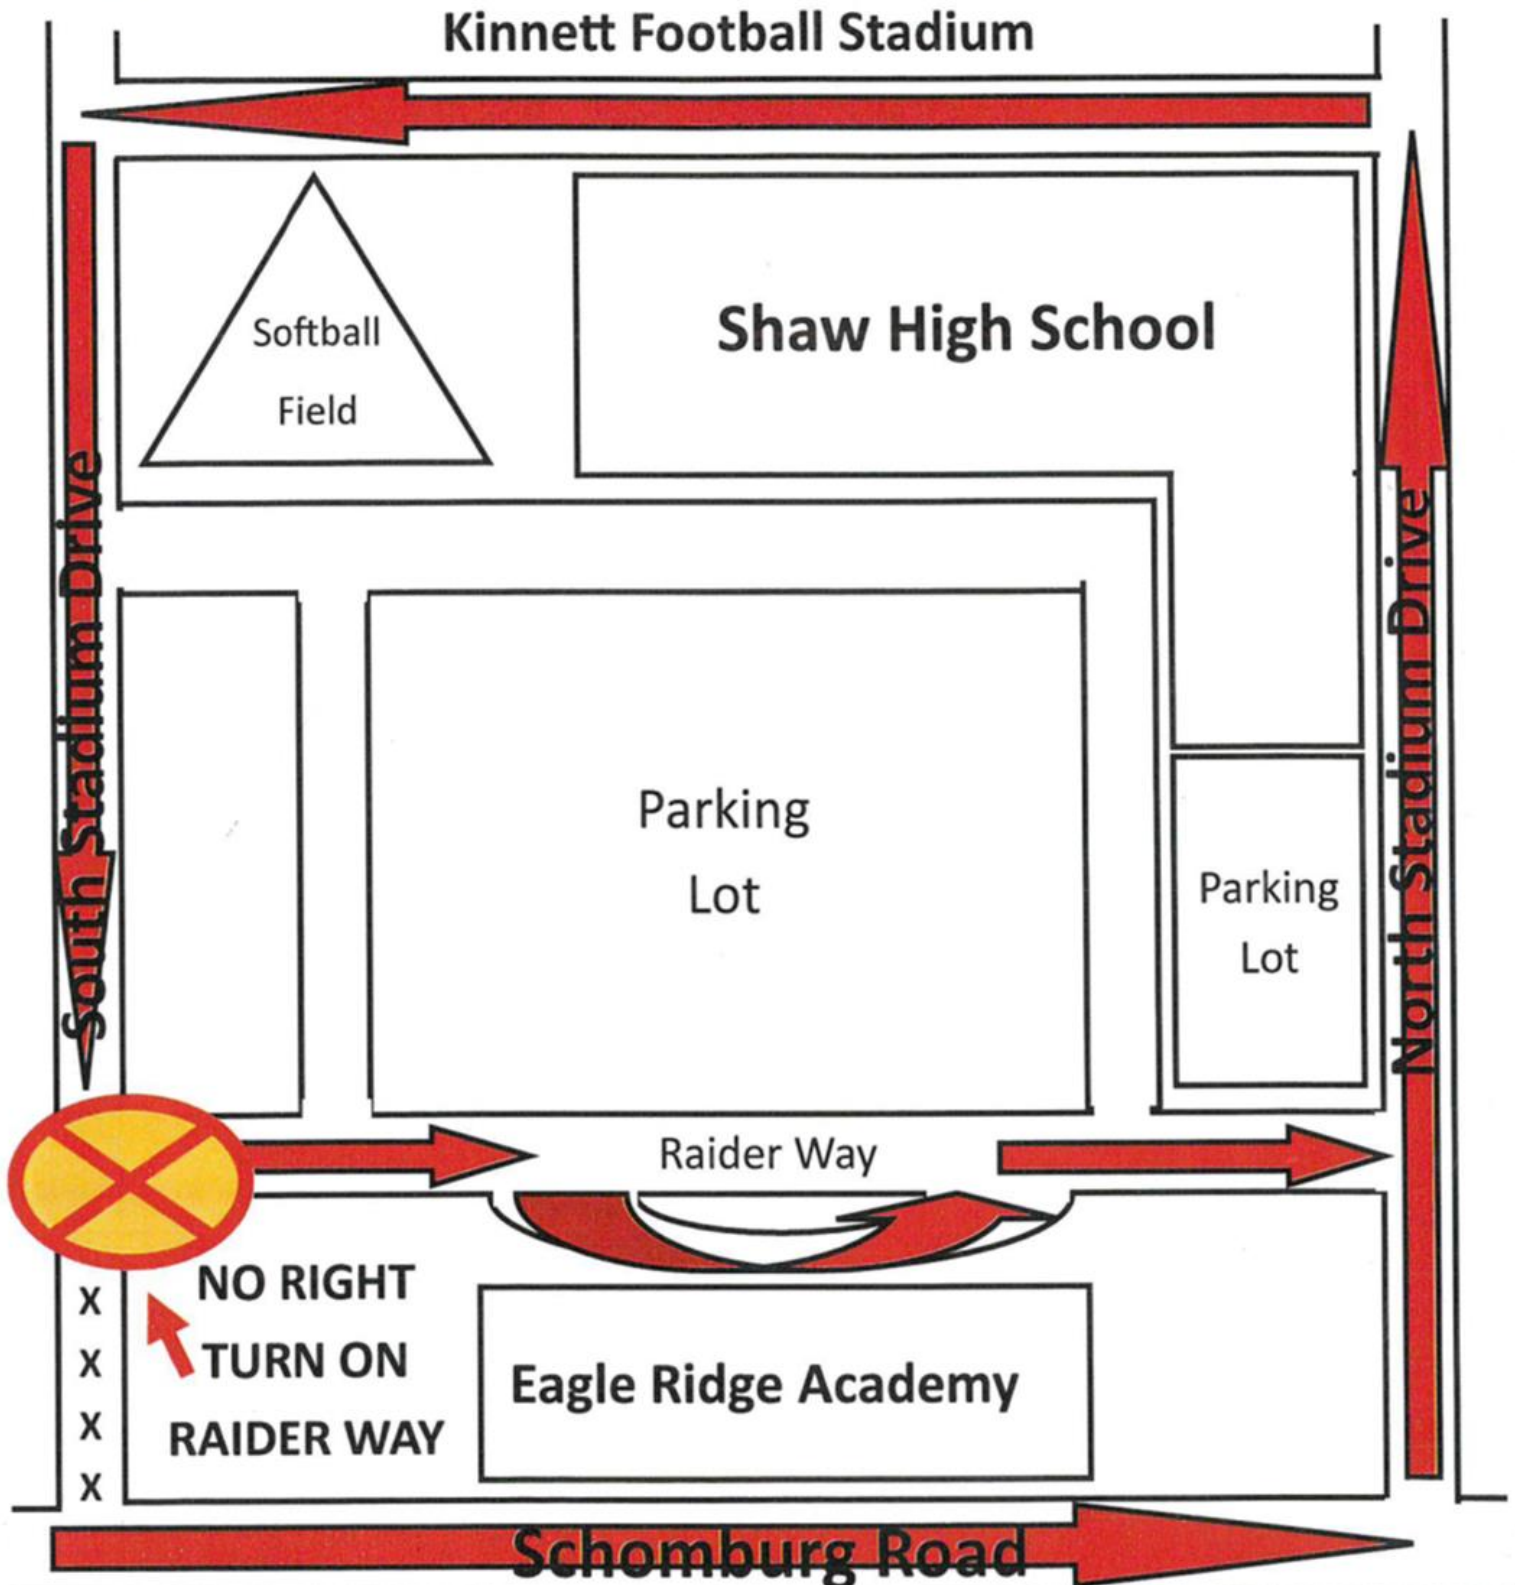 Kinnett Football Stadium
Softball
Field
Shaw High School
South Stadium Drive
North Stadium Drive
Parking
Lot
Parking
Lot
Raider Way
NO RIGHT
TURN ON
RAIDER WAY
X
X
X
X
Eagle Ridge Academy
Schomburg Road